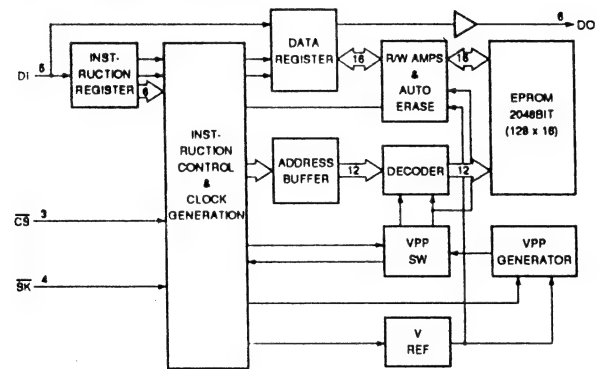 6
DO
DATA
REGISTER
16
R/W AMPS
&
AUTO
ERASE
16
EPROM
2048BIT
(128 x 16)
DI
6
INST-
RUCTION
REGISTER
6
INST-
RUCTION
CONTROL
&
CLOCK
GENERATION
ADDRESS
BUFFER
12
DECODER
12
CS
3
SK
4
VPP
SW
VPP
GENERATOR
V
REF